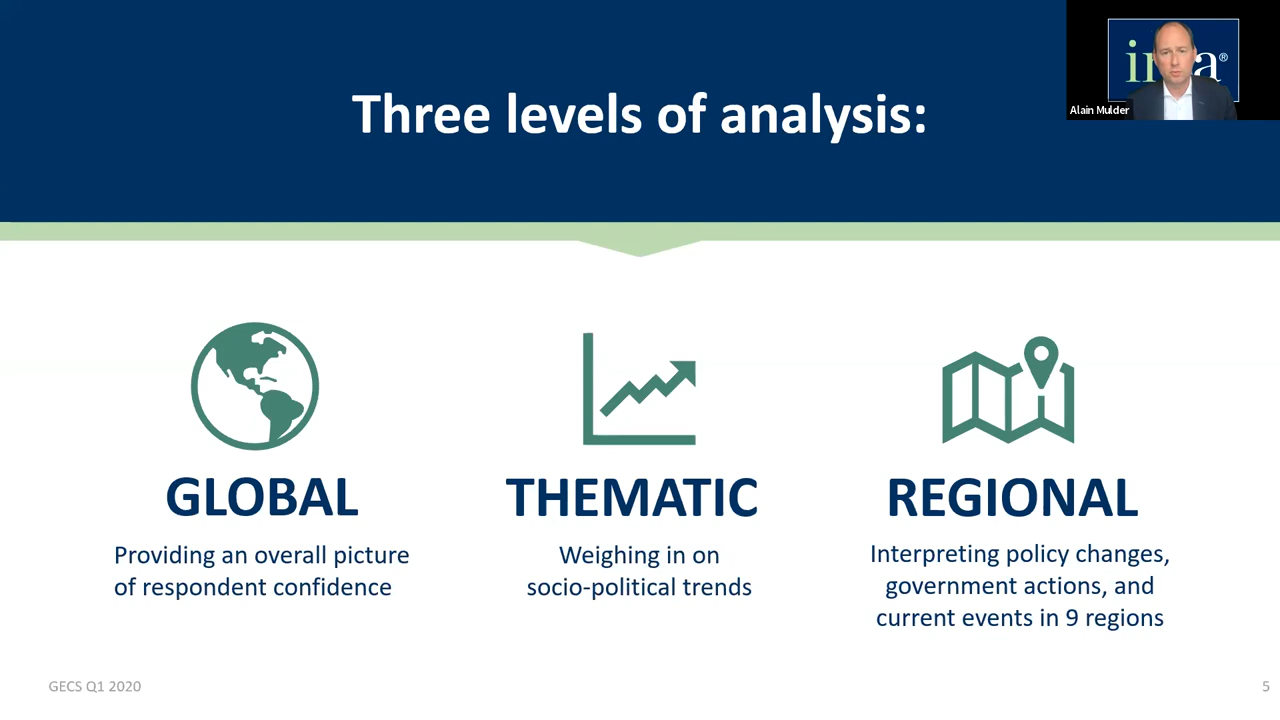 Three levels of analysis:
Alain Mulder
GLOBAL
Providing an overall picture
of respondent confidence
THEMATIC
Weighing in on
socio-political trends
REGIONAL
Interpreting policy changes,
government actions, and
current events in 9 regions
GECS Q1 2020
5